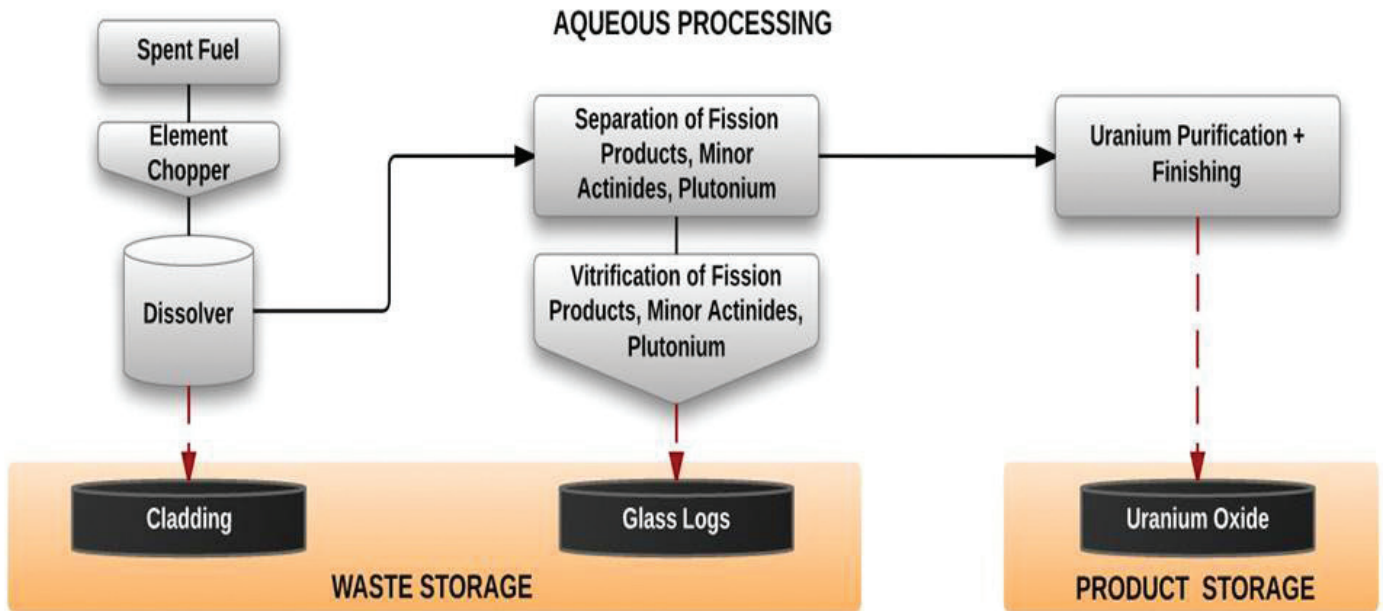 AQUEOUS PROCESSING
Spent Fuel
Element
Chopper
Dissolver
Separation of Fission
Products, Minor
Actinides, Plutonium
Vitrification of Fission
Products, Minor Actinides,
Plutonium
Uranium Purification +
Finishing
Cladding
Glass Logs
WASTE STORAGE
Uranium Oxide
PRODUCT STORAGE